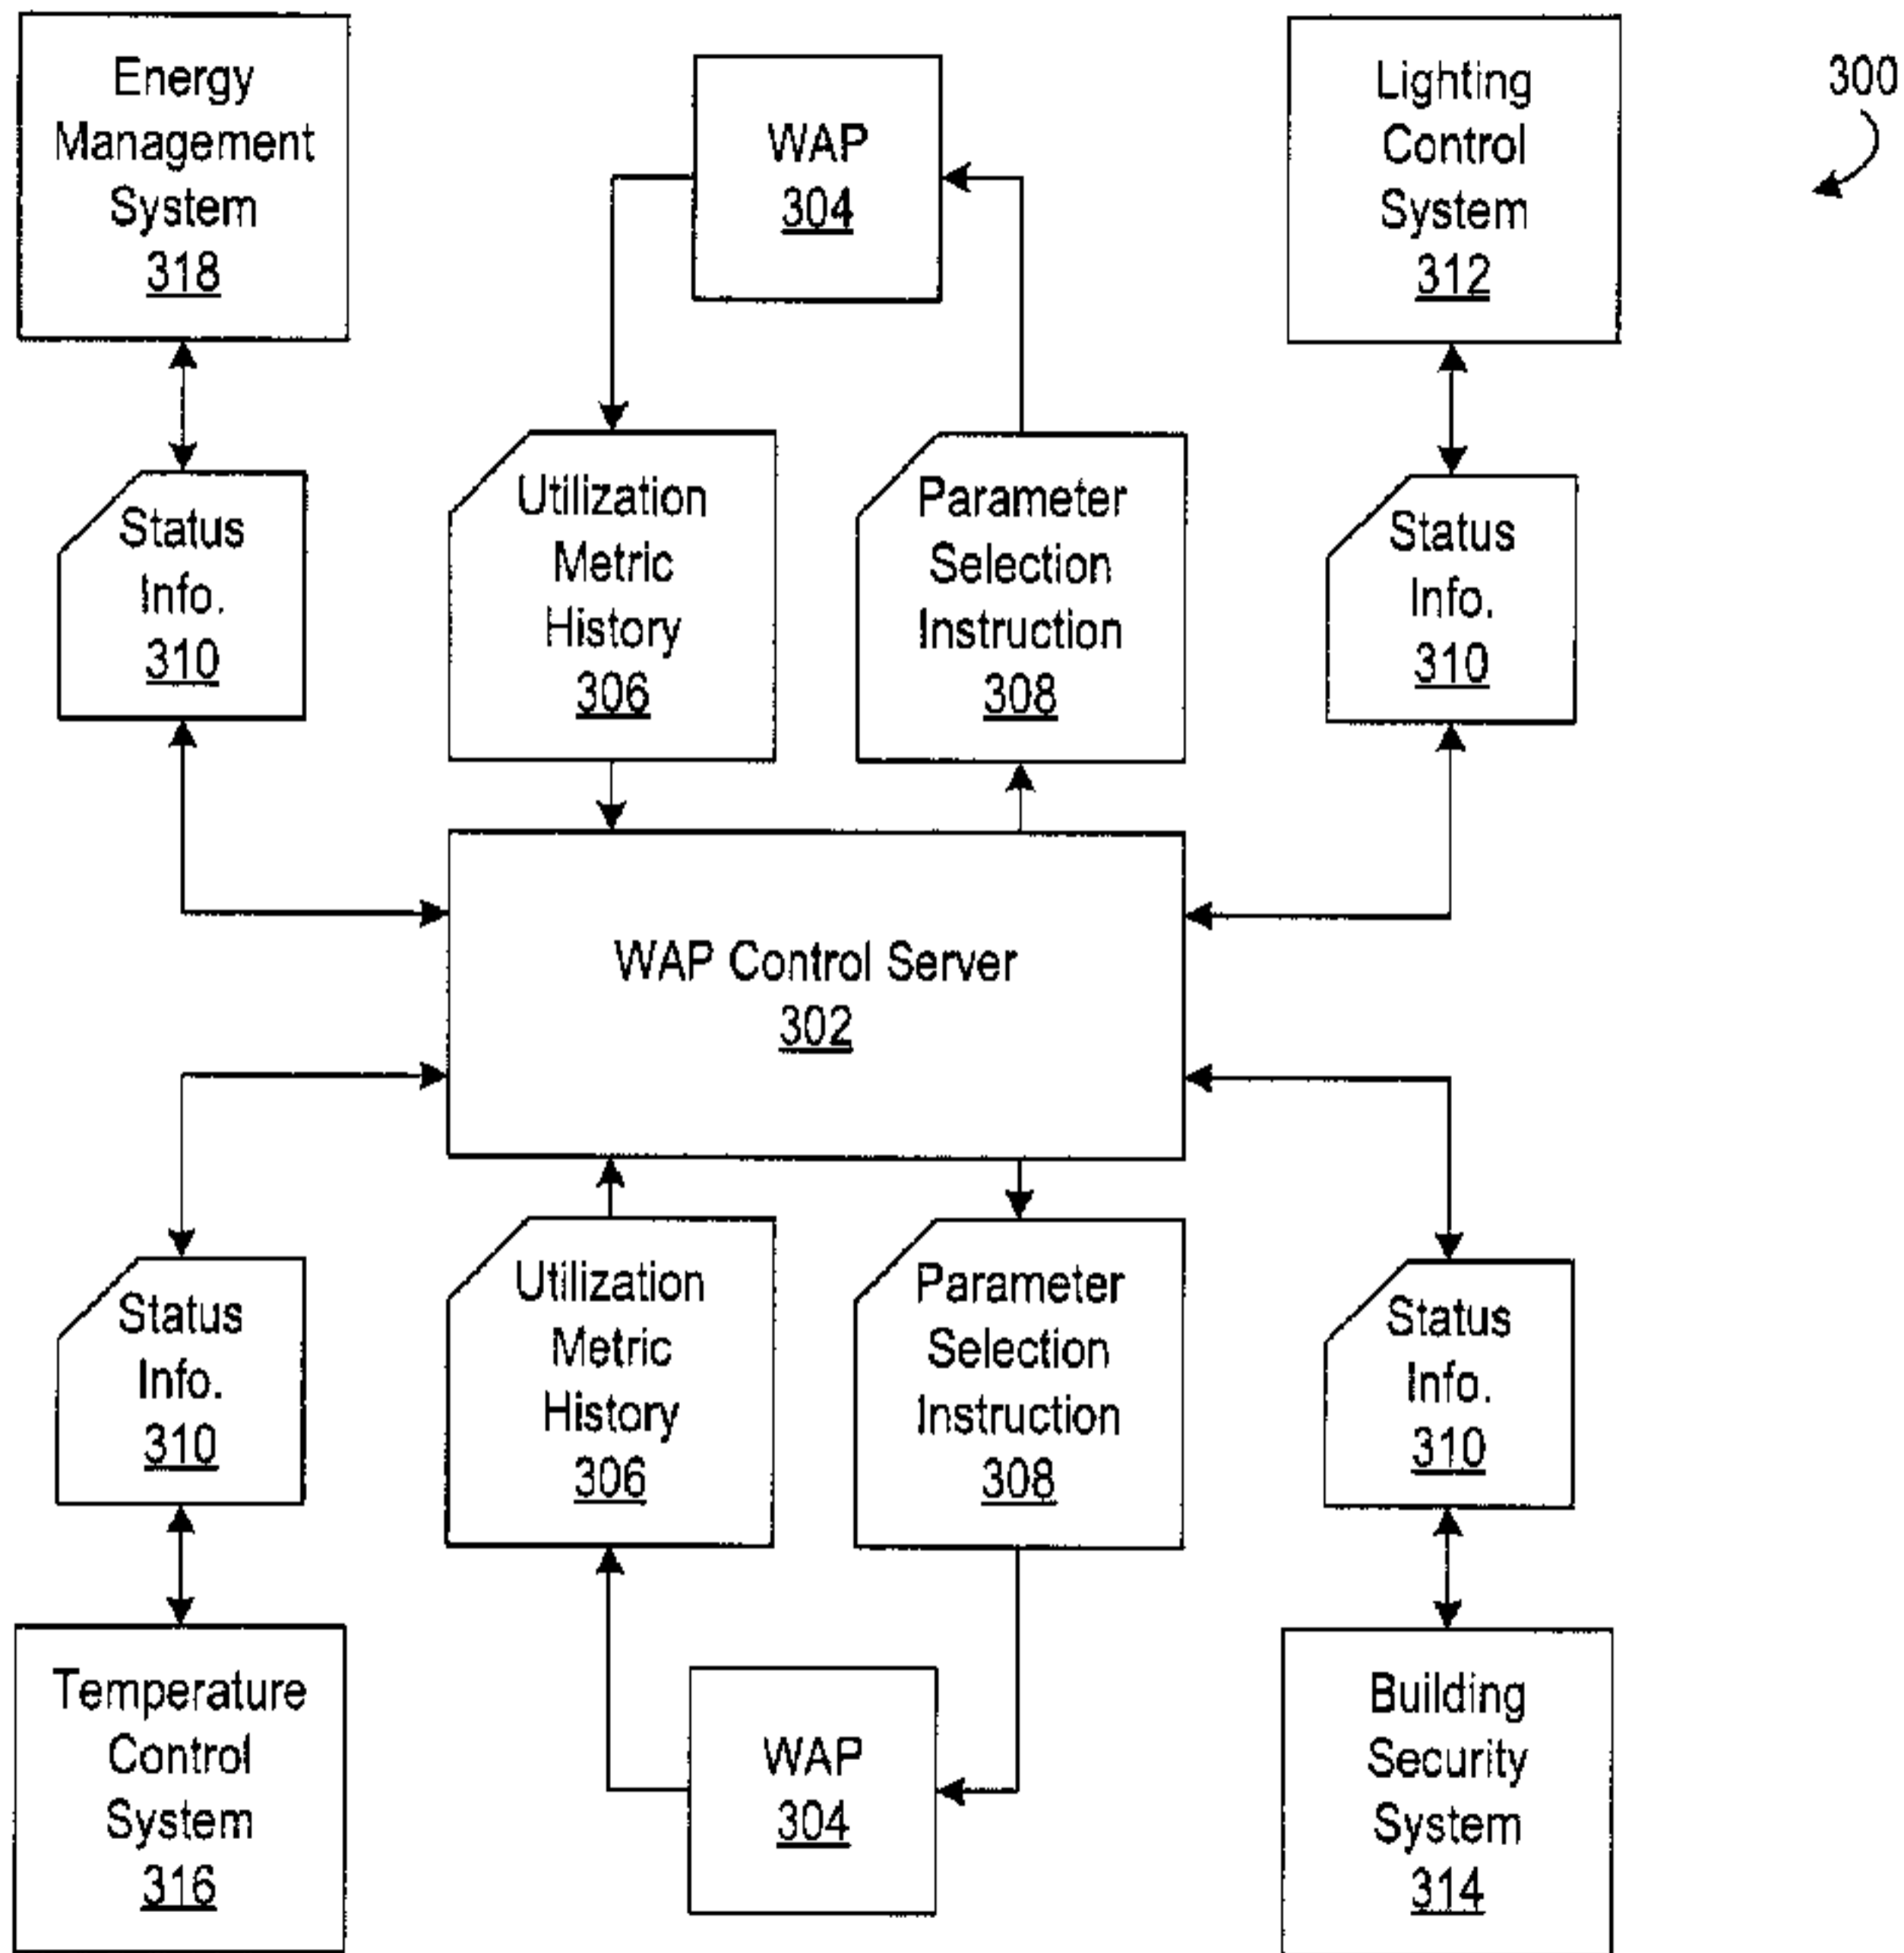 Energy
Management
System
318
WAP
304
Lighting
Control
System
312
300
Status
Info.
310
Utilization
Metric
History
306
Parameter
Selection
Instruction
308
Status
Info.
310
WAP Control Server
302
Status
Info.
310
Utilization
Metric
History
306
Parameter
Selection
Instruction
308
Status
Info.
310
Temperature
Control
System
316
WAP
304
Building
Security
System
314